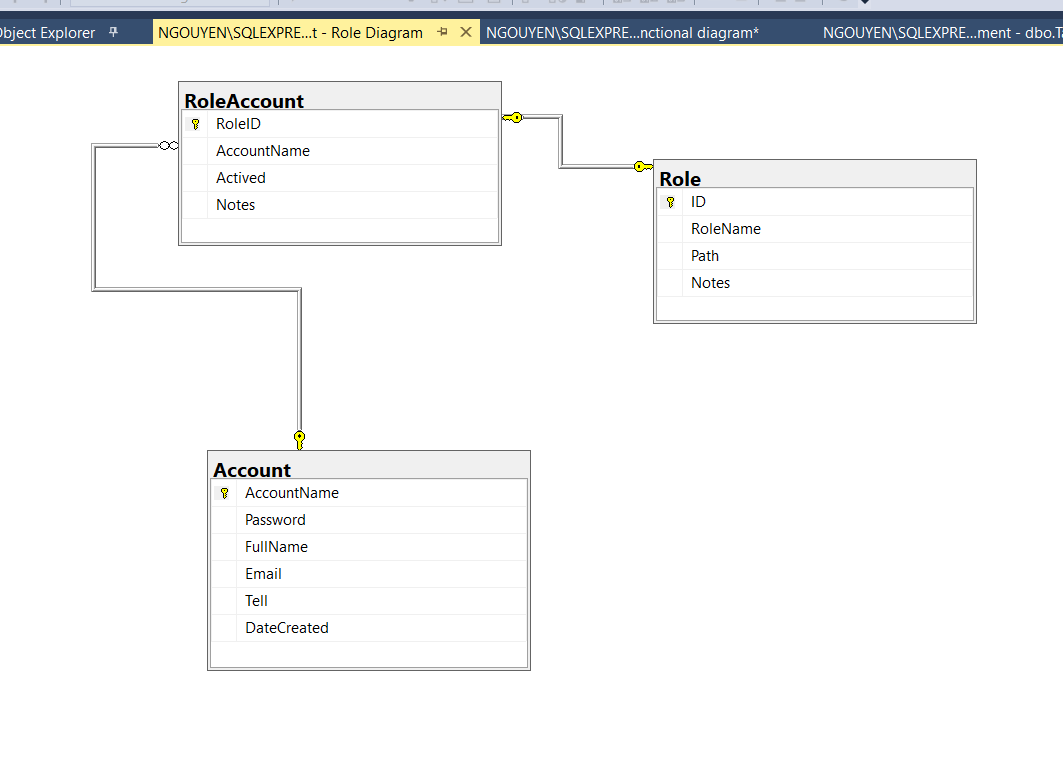 Object Explorer
NGOUYEN\SQLEXPRE...t - Role Diagram
NGOUYEN\SQLEXPRE...nctional diagram*
NGOUYEN\SQLEXPRE...ment - dbo.Ta
RoleAccount
RoleID
AccountName
Actived
Notes
Role
ID
RoleName
Path
Notes
Account
AccountName
Password
FullName
Email
Tell
DateCreated